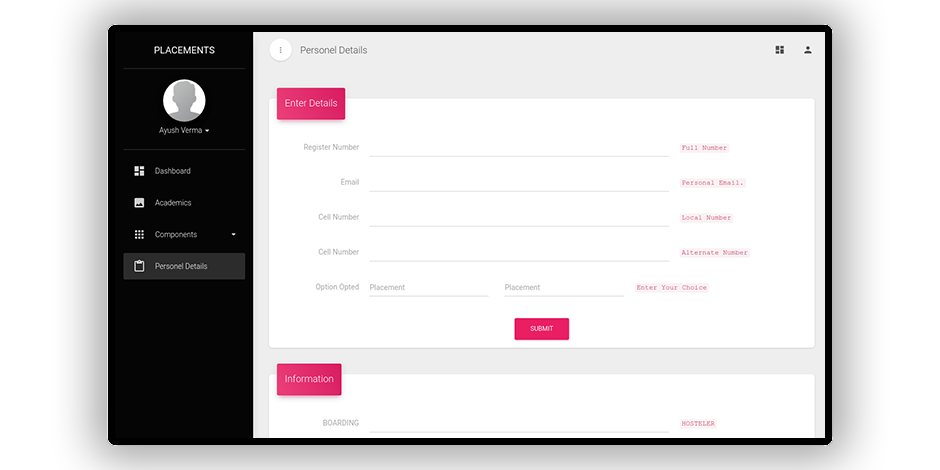 PLACEMENTS
Ayush Verma
Dashboard
Academics
Components
Personel Details
Personel Details
Enter Details
Register Number Full Number
Email Personal Email.
Cell Number Local Number
Cell Number Alternate Number
Option Opted Placement Placement Enter Your Choice
SUBMIT
Information
BOARDING HOSTELER